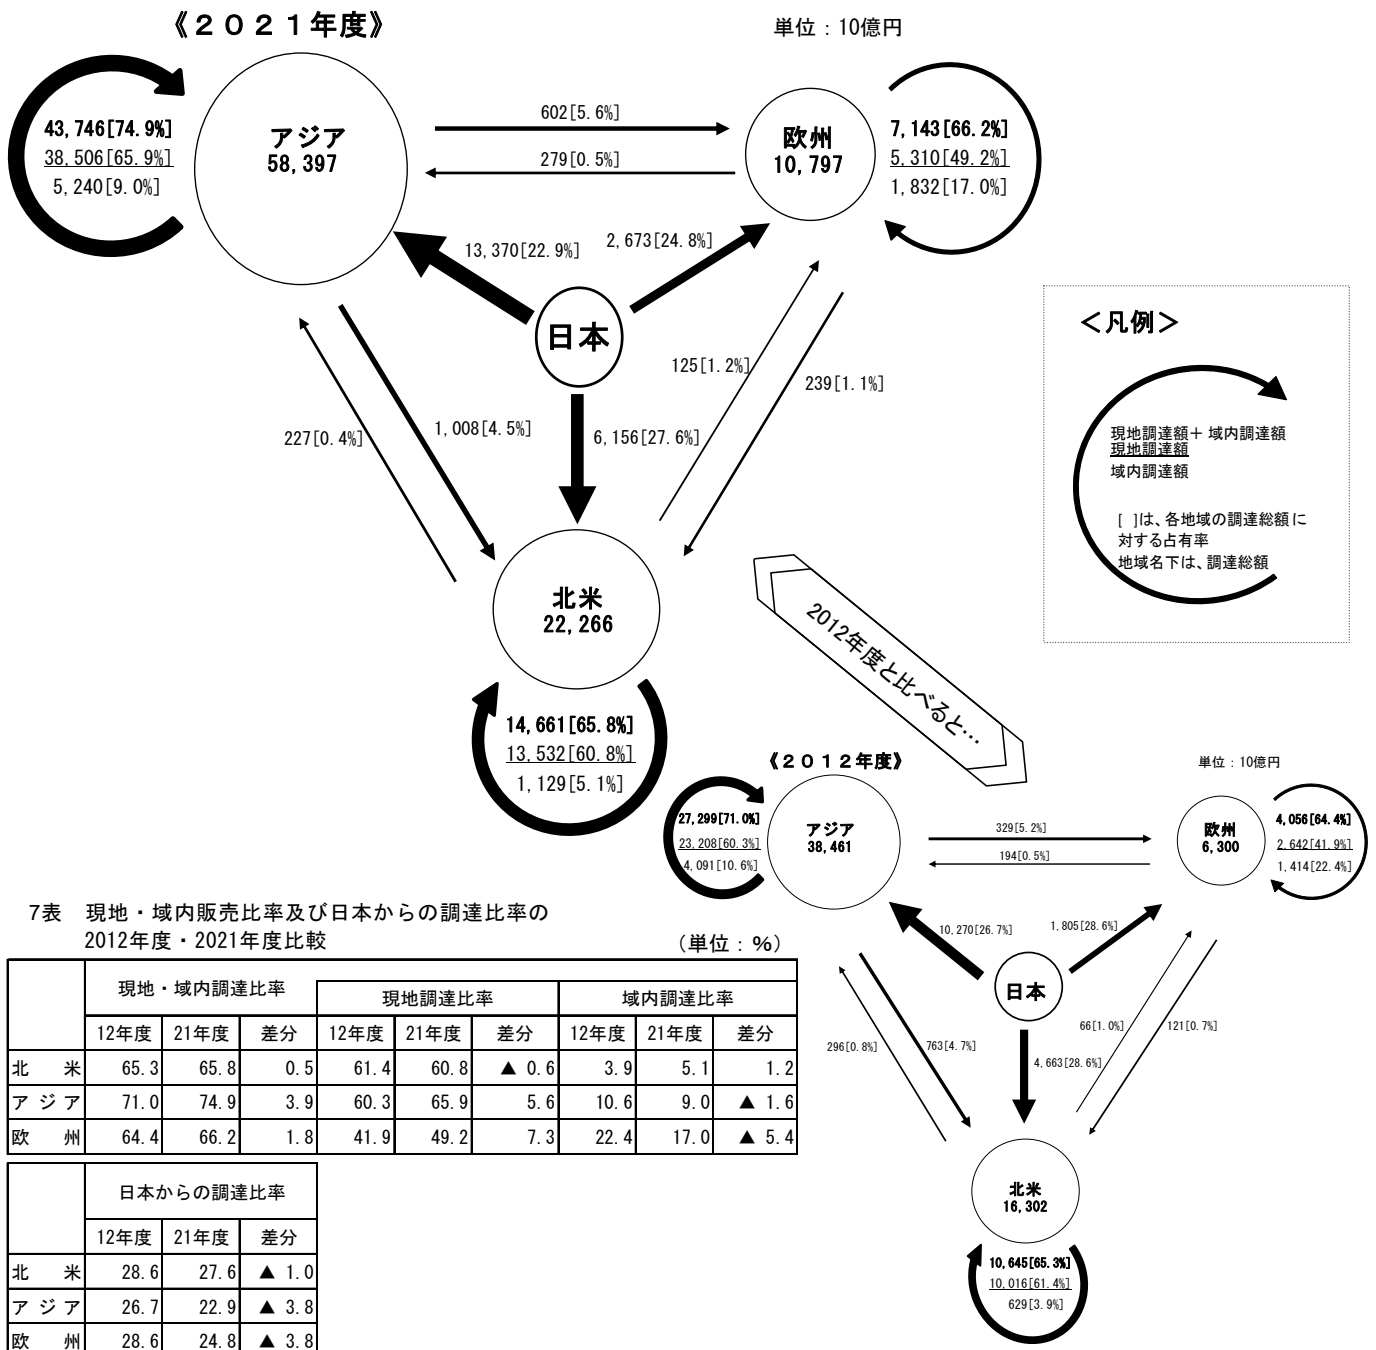 《２０２１年度》
単位：10億円
43,746[74.9%]
38,506[65.9%]
5,240[9.0%]
アジア
58,397
602[5.6%]
279[0.5%]
欧州
10,797
7,143[66.2%]
5,310[49.2%]
1,832[17.0%]
13,370[22.9%]
2,673[24.8%]
日本
227[0.4%]
1,008[4.5%]
6,156[27.6%]
125[1.2%]
239[1.1%]
北米
22,266
14,661[65.8%]
13,532[60.8%]
1,129[5.1%]
＜凡例＞
現地調達額＋域内調達額
現地調達額
域内調達額
[ ]は、各地域の調達総額に
対する占有率
地域名下は、調達総額
2012年度と比べると…
《２０１２年度》
単位：10億円
27,299[71.0%]
23,208[60.3%]
4,091[10.6%]
アジア
38,461
329[5.2%]
194[0.5%]
欧州
6,300
4,056[64.4%]
2,642[41.9%]
1,414[22.4%]
10,270[26.7%]
1,805[28.6%]
日本
296[0.8%]
763[4.7%]
4,663[28.6%]
66[1.0%]
121[0.7%]
北米
16,302
10,645[65.3%]
10,016[61.4%]
629[3.9%]
7表　現地・域内販売比率及び日本からの調達比率の
2012年度・2021年度比較
（単位：%）
現地・域内調達比率
現地調達比率 域内調達比率
12年度 21年度 差分 12年度 21年度 差分 12年度 21年度 差分
北米 65.3 65.8 0.5 61.4 60.8 ▲ 0.6 3.9 5.1 1.2
アジア 71.0 74.9 3.9 60.3 65.9 5.6 10.6 9.0 ▲ 1.6
欧州 64.4 66.2 1.8 41.9 49.2 7.3 22.4 17.0 ▲ 5.4
日本からの調達比率
12年度 21年度 差分
北米 28.6 27.6 ▲ 1.0
アジア 26.7 22.9 ▲ 3.8
欧州 28.6 24.8 ▲ 3.8